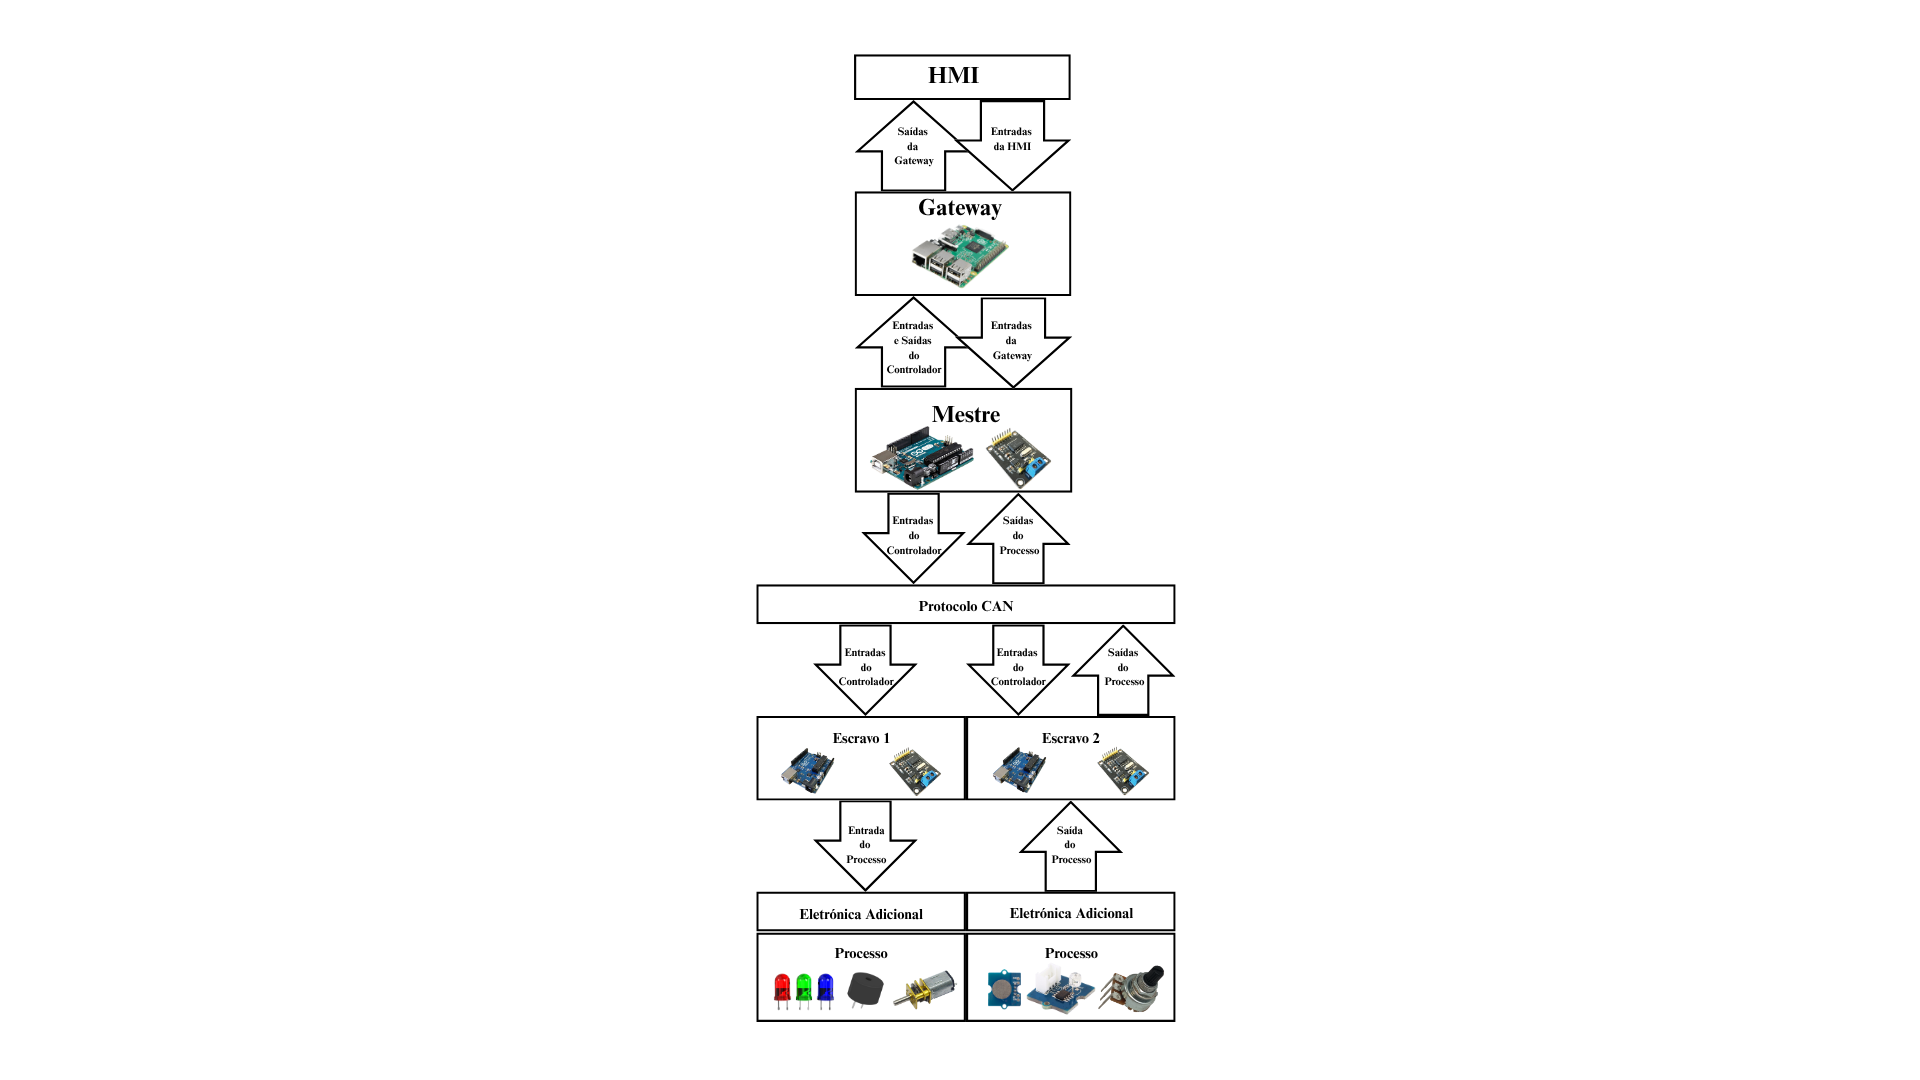 HMI
Saídas
da
Gateway
Entradas
da HMI
Gateway
Entradas
e Saídas
do
Controlador
Entradas
da
Gateway
Mestre
Entradas
do
Controlador
Saídas
do
Processo
Protocolo CAN
Entradas
do
Controlador
Entradas
do
Controlador
Saídas
do
Processo
Escravo 1
Escravo 2
Entrada
do
Processo
Saída
do
Processo
Eletrónica Adicional
Eletrónica Adicional
Processo
Processo